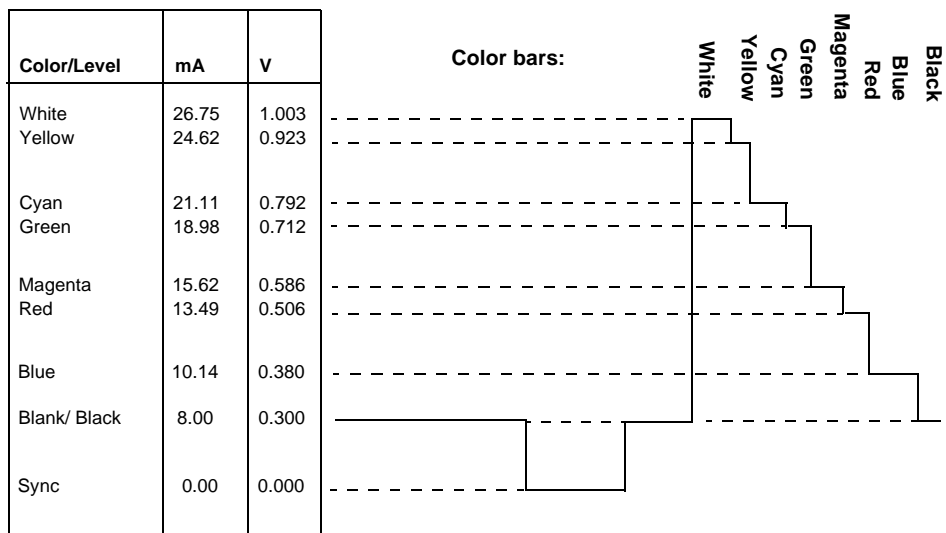 Color/Level mA V
Color bars:
White Yellow Cyan Green Magenta Red Blue Black
White 26.75 1.003
Yellow 24.62 0.923
Cyan 21.11 0.792
Green 18.98 0.712
Magenta 15.62 0.586
Red 13.49 0.506
Blue 10.14 0.380
Blank/ Black 8.00 0.300
Sync 0.00 0.000